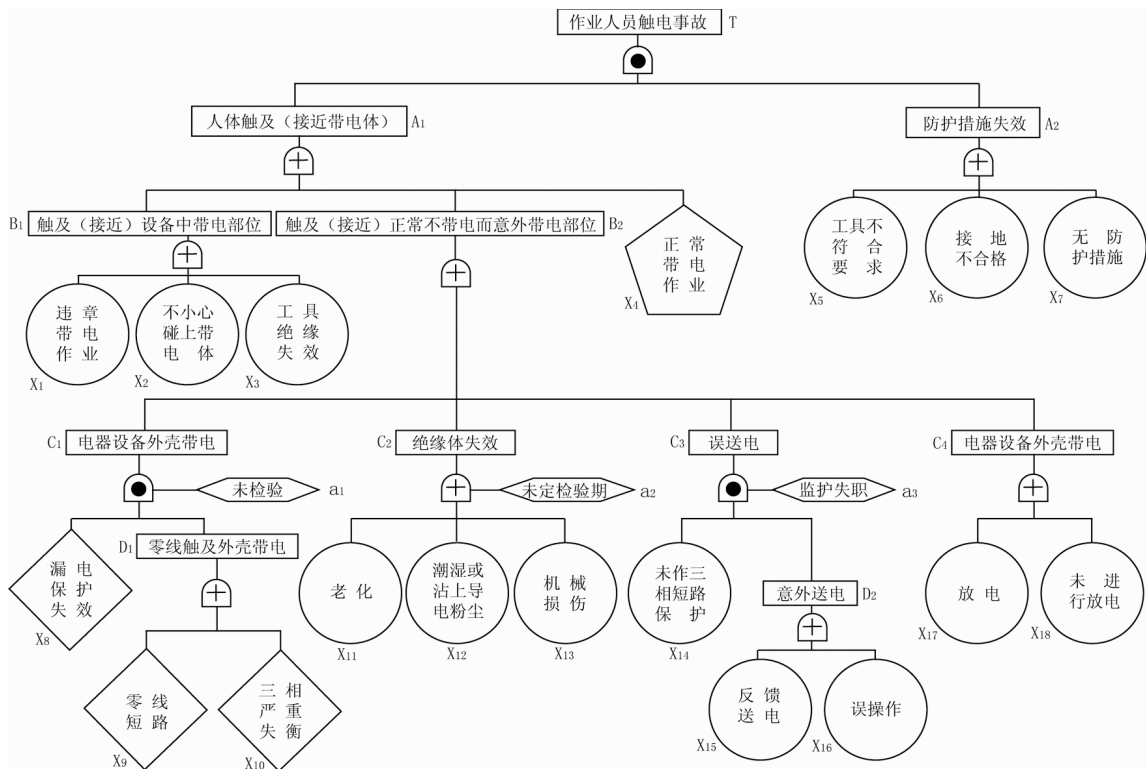 作业人员触电事故 T
人体触及（接近带电体） A1
防护措施失效 A2
B1 触及（接近）设备中带电部位
触及（接近）正常不带电而意外带电部位 B2
正常
带电
作业
X4
工具不
符合
要求
X5
接地
不合格
X6
无防
护措施
X7
违章
带电
作业
X1
不小心
碰上带
电体
X2
工具
绝缘
失效
X3
C1 电器设备外壳带电
C2 绝缘体失效
C3 误送电
C4 电器设备外壳带电
未检验 a1
未定检验期 a2
监护失职 a3
漏电
保护
失效
X8
D1 零线触及外壳带电
老化
X11
潮湿或
沾上导
电粉尘
X12
机械
损伤
X13
未作三
相短路
保护
X14
意外送电 D2
放电
X17
未进
行放电
X18
零线
短路
X9
三相
严重
失衡
X10
反馈
送电
X15
误操作
X16